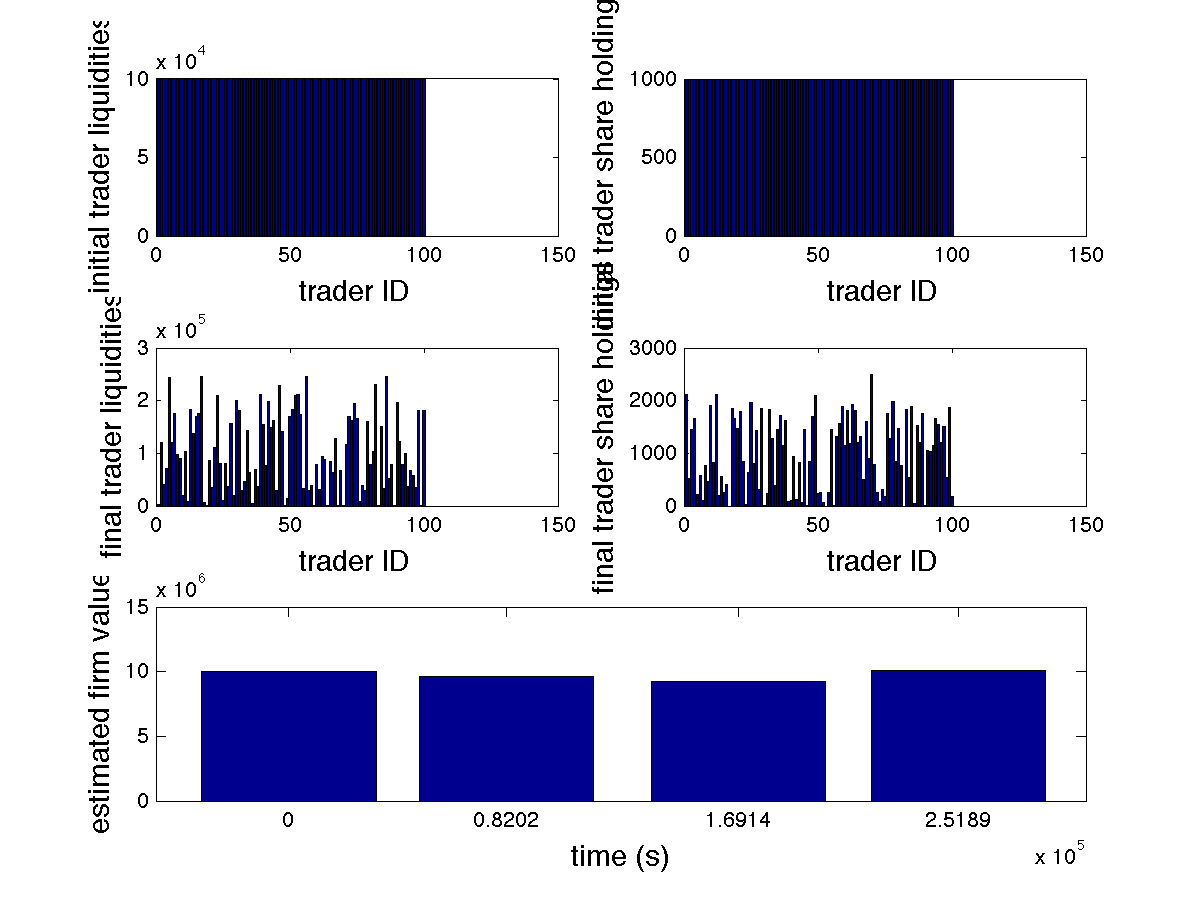 x 10^4
initial trader liquidities
10
5
0
0 50 100 150
trader ID
1000
500
0
0 50 100 150
trader ID
x 10^5
final trader liquidities
3
2
1
0
0 50 100 150
trader ID
final trader share holdings
3000
2000
1000
0
0 50 100 150
trader ID
x 10^6
estimated firm value
15
10
5
0
0 0.8202 1.6914 2.5189
time (s)
x 10^5